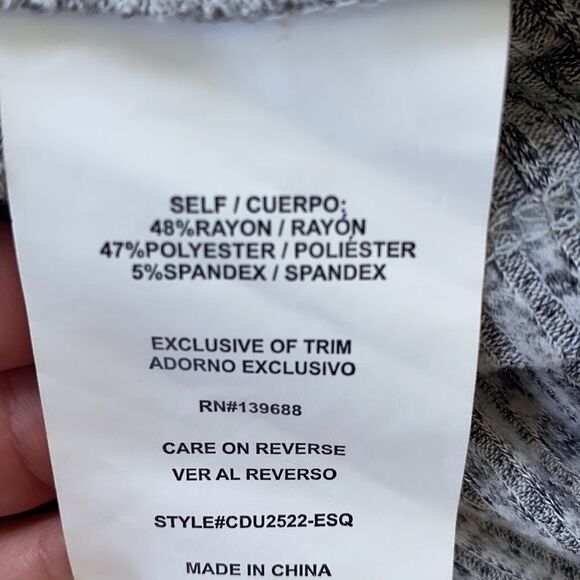 SELF / CUERPO:
48%RAYON / RAYÓN
47%POLYESTER / POLIÉSTER
5%SPANDEX / SPANDEX
EXCLUSIVE OF TRIM
ADORNO EXCLUSIVO
RN#139688
CARE ON REVERSE
VER AL REVERSO
STYLE#CDU2522-ESQ
MADE IN CHINA